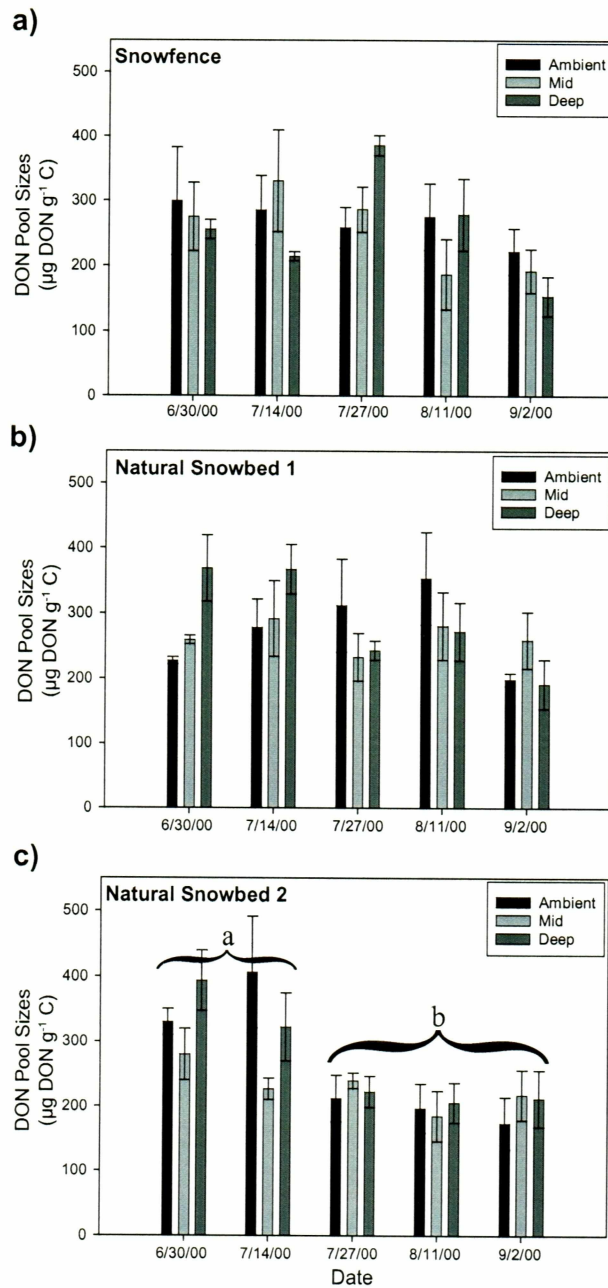 a)
Snowfence
Ambient
Mid
Deep
DON Pool Sizes
(µg DON g⁻¹ C)
500
400
300
200
100
0
6/30/00 7/14/00 7/27/00 8/11/00 9/2/00
b)
Natural Snowbed 1
Ambient
Mid
Deep
DON Pool Sizes
(µg DON g⁻¹ C)
500
400
300
200
100
0
6/30/00 7/14/00 7/27/00 8/11/00 9/2/00
c)
Natural Snowbed 2
Ambient
Mid
Deep
a
b
DON Pool Sizes
(µg DON g⁻¹ C)
500
400
300
200
100
0
6/30/00 7/14/00 7/27/00 8/11/00 9/2/00
Date